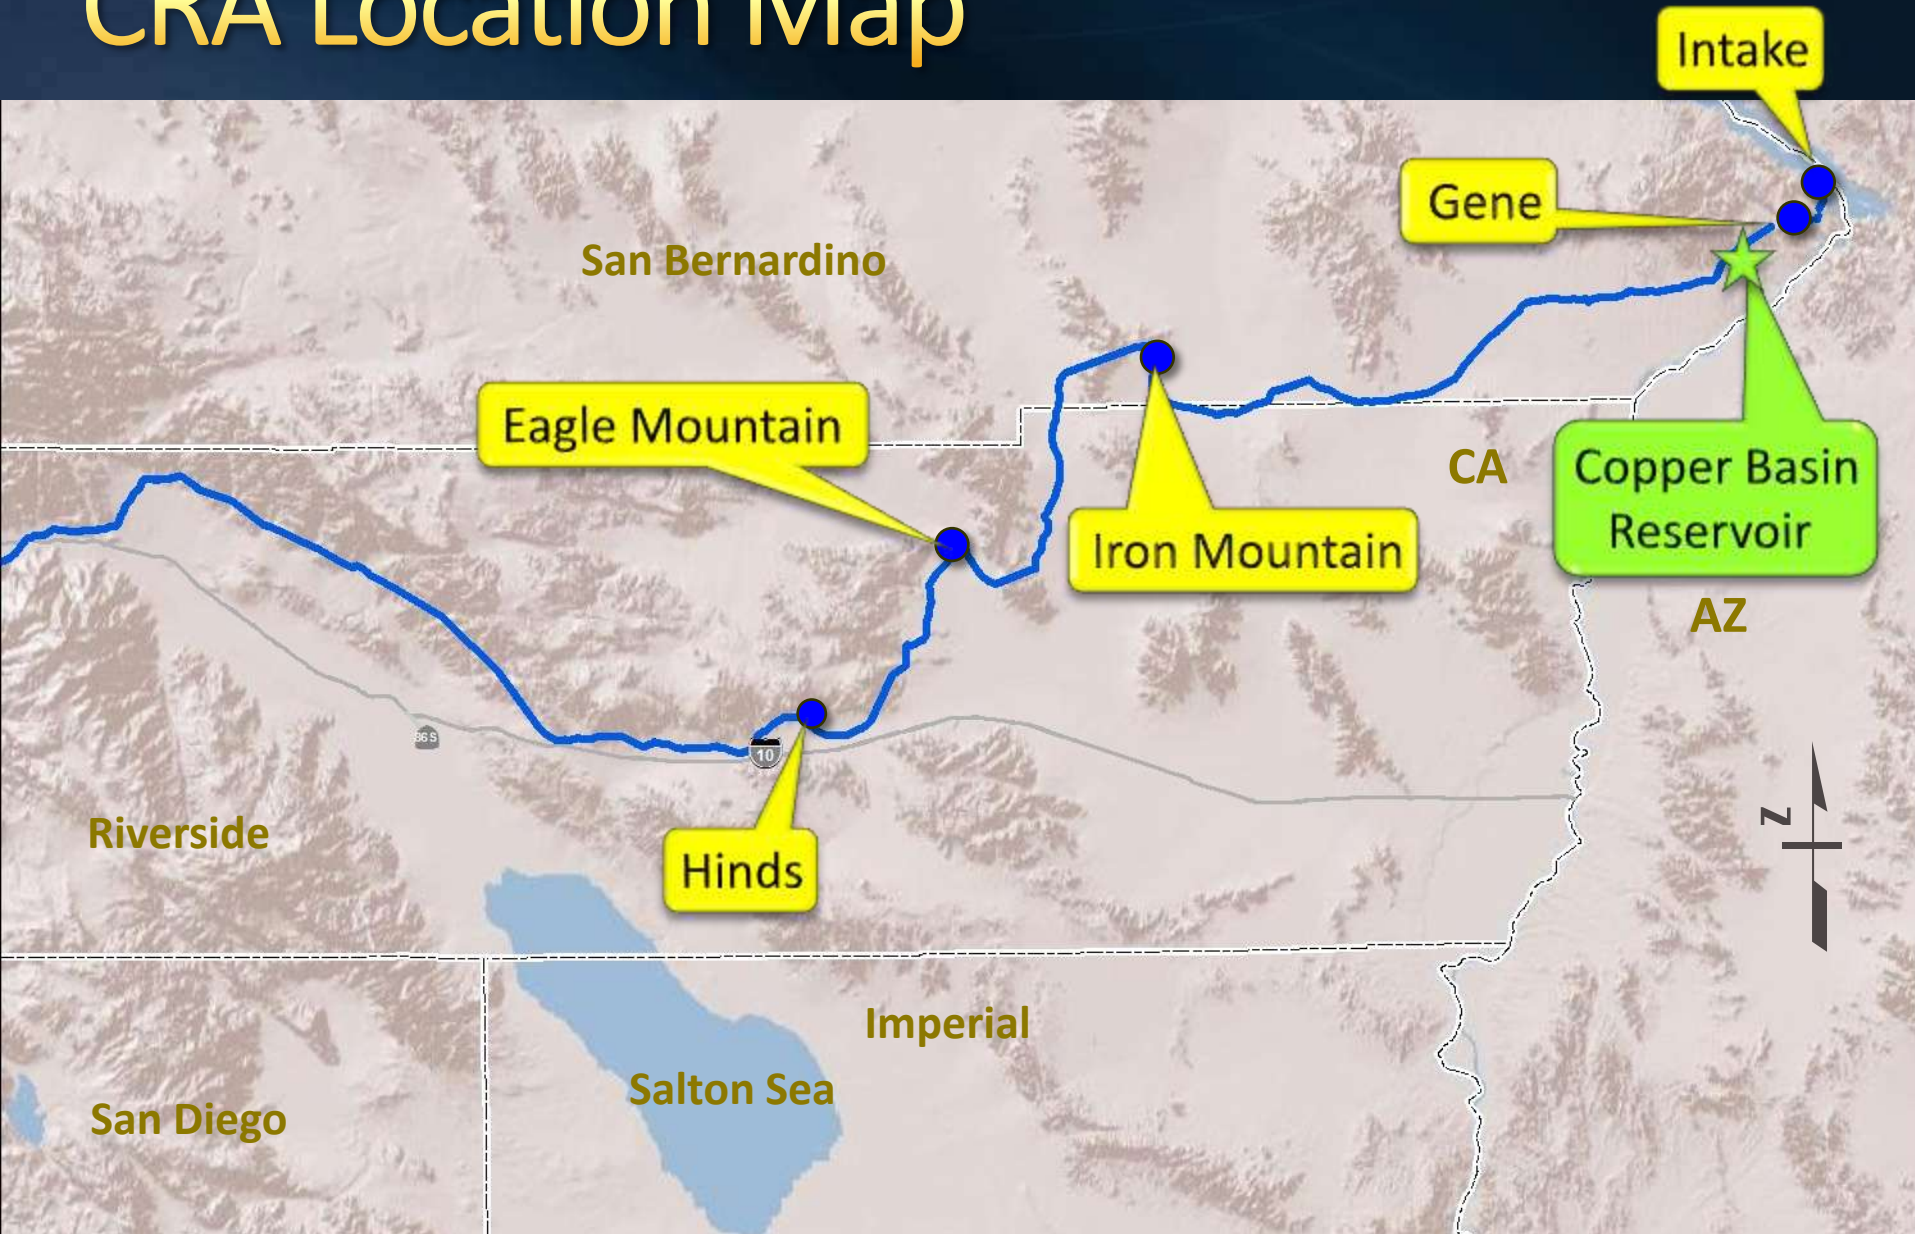 CRA Location Map
Intake
Gene
San Bernardino
Eagle Mountain
CA
Copper Basin
Reservoir
Iron Mountain
AZ
86 S
10
Riverside
Hinds
N
Imperial
Salton Sea
San Diego